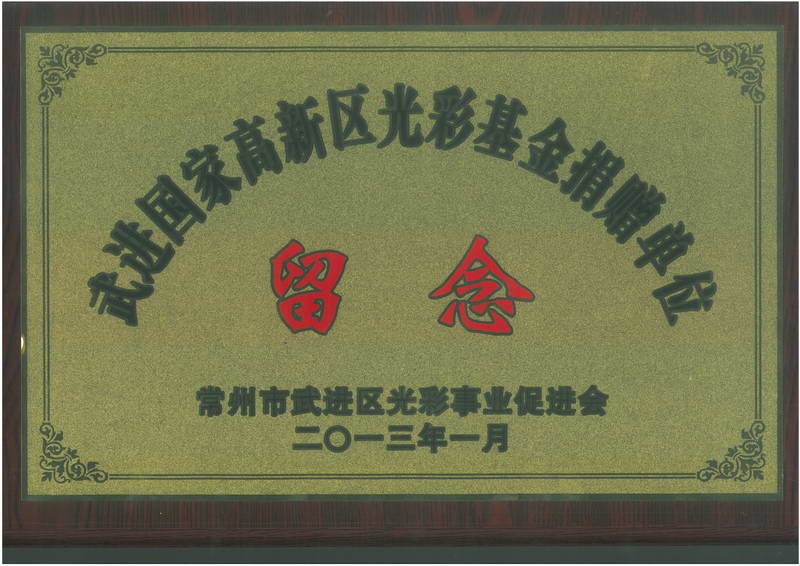 武进国家高新区光彩基金捐赠单位
留念
常州市武进区光彩事业促进会
二〇一三年一月